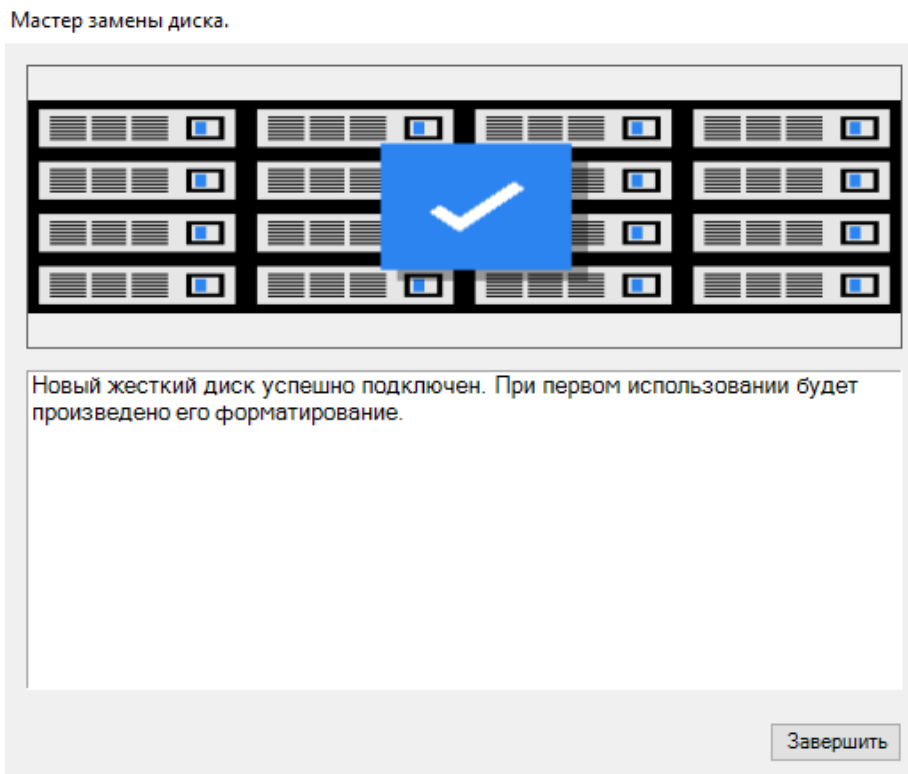 Мастер замены диска.
Новый жесткий диск успешно подключен. При первом использовании будет
произведено его форматирование.
Завершить